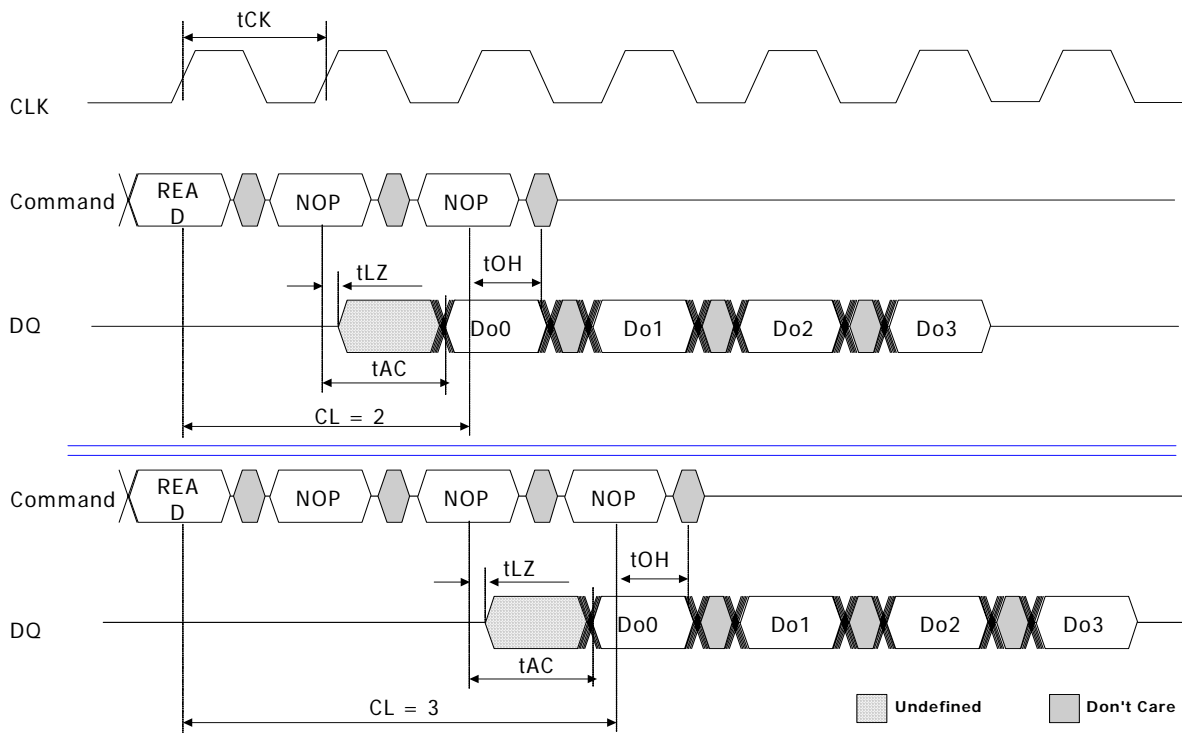 tCK
CLK
Command
REA
D
NOP
NOP
tOH
tLZ
DQ
Do0
Do1
Do2
Do3
tAC
CL = 2
Command
REA
D
NOP
NOP
NOP
tLZ
tOH
DQ
Do0
Do1
Do2
Do3
tAC
CL = 3
Undefined
Don't Care